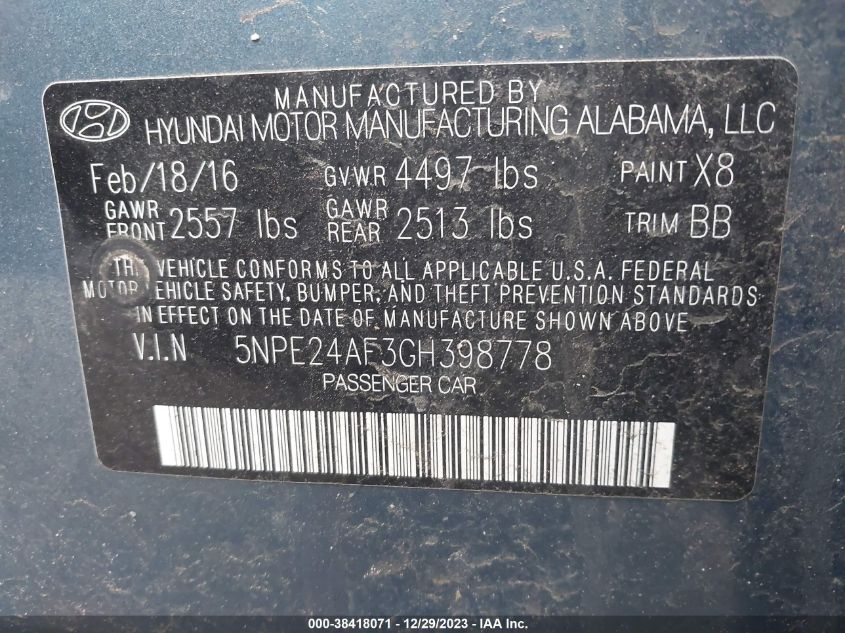 MANUFACTURED BY
HYUNDAI MOTOR MANUFACTURING ALABAMA, LLC
Feb/18/16 GVWR 4497 lbs PAINT X8
GAWR FRONT 2557 lbs GAWR REAR 2513 lbs TRIM BB
THI VEHICLE CONFORMS TO ALL APPLICABLE U.S.A. FEDERAL
MOTOR EHICLE SAFETY, BUMPER, AND THEFT PREVENTION STANDARDS
IN EFFECT ON THE DATE OF MANUFACTURE SHOWN ABOVE
V.I.N 5NPE24AF3GH398778
PASSENGER CAR
000-38418071 - 12/29/2023 - IAA Inc.